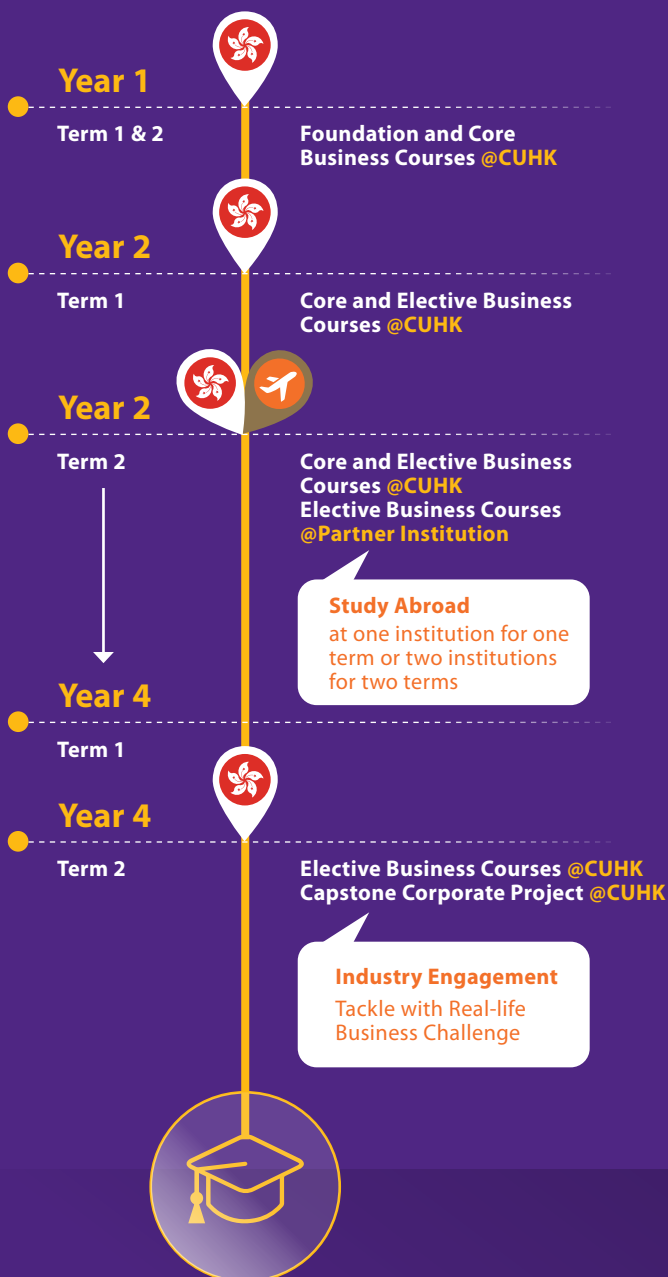 Year 1
Term 1 & 2
Foundation and Core
Business Courses @CUHK
Year 2
Term 1
Core and Elective Business
Courses @CUHK
Year 2
Term 2
Core and Elective Business
Courses @CUHK
Elective Business Courses
@Partner Institution
Study Abroad
at one institution for one
term or two institutions
for two terms
Year 4
Term 1
Year 4
Term 2
Elective Business Courses @CUHK
Capstone Corporate Project @CUHK
Industry Engagement
Tackle with Real-life
Business Challenge